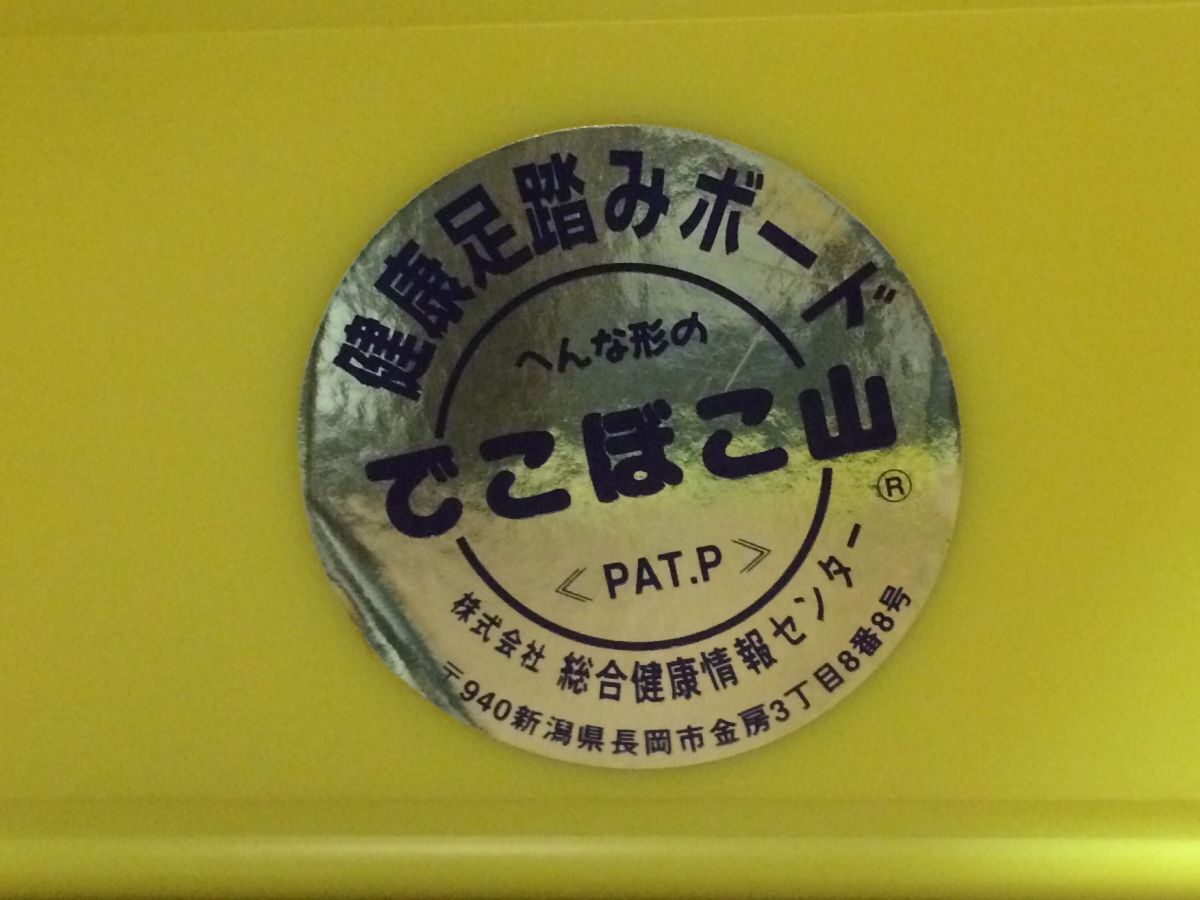 健康足踏みボード
へんな形の
でこぼこ山®
《PAT.P》
株式会社 総合健康情報センター
〒940新潟県長岡市金房3丁目8番8号